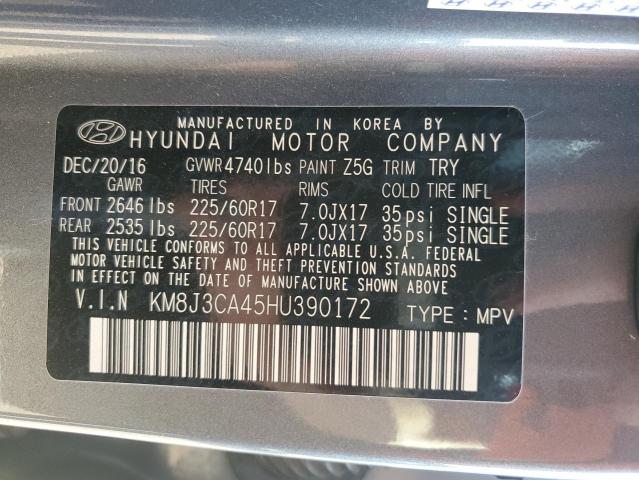 MANUFACTURED IN KOREA BY
HYUNDAI MOTOR COMPANY
DEC/20/16 GVWR 4740lbs PAINT Z5G TRIM TRY
GAWR TIRES RIMS COLD TIRE INFL
FRONT 2646 lbs 225/60R17 7.0JX17 35psi SINGLE
REAR 2535 lbs 225/60R17 7.0JX17 35psi SINGLE
THIS VEHICLE CONFORMS TO ALL APPLICABLE U.S.A. FEDERAL
MOTOR VEHICLE SAFETY, BUMPER, AND THEFT PREVENTION STANDARDS
IN EFFECT ON THE DATE OF MANUFACTURE SHOWN ABOVE
V.I.N KM8J3CA45HU390172 TYPE : MPV